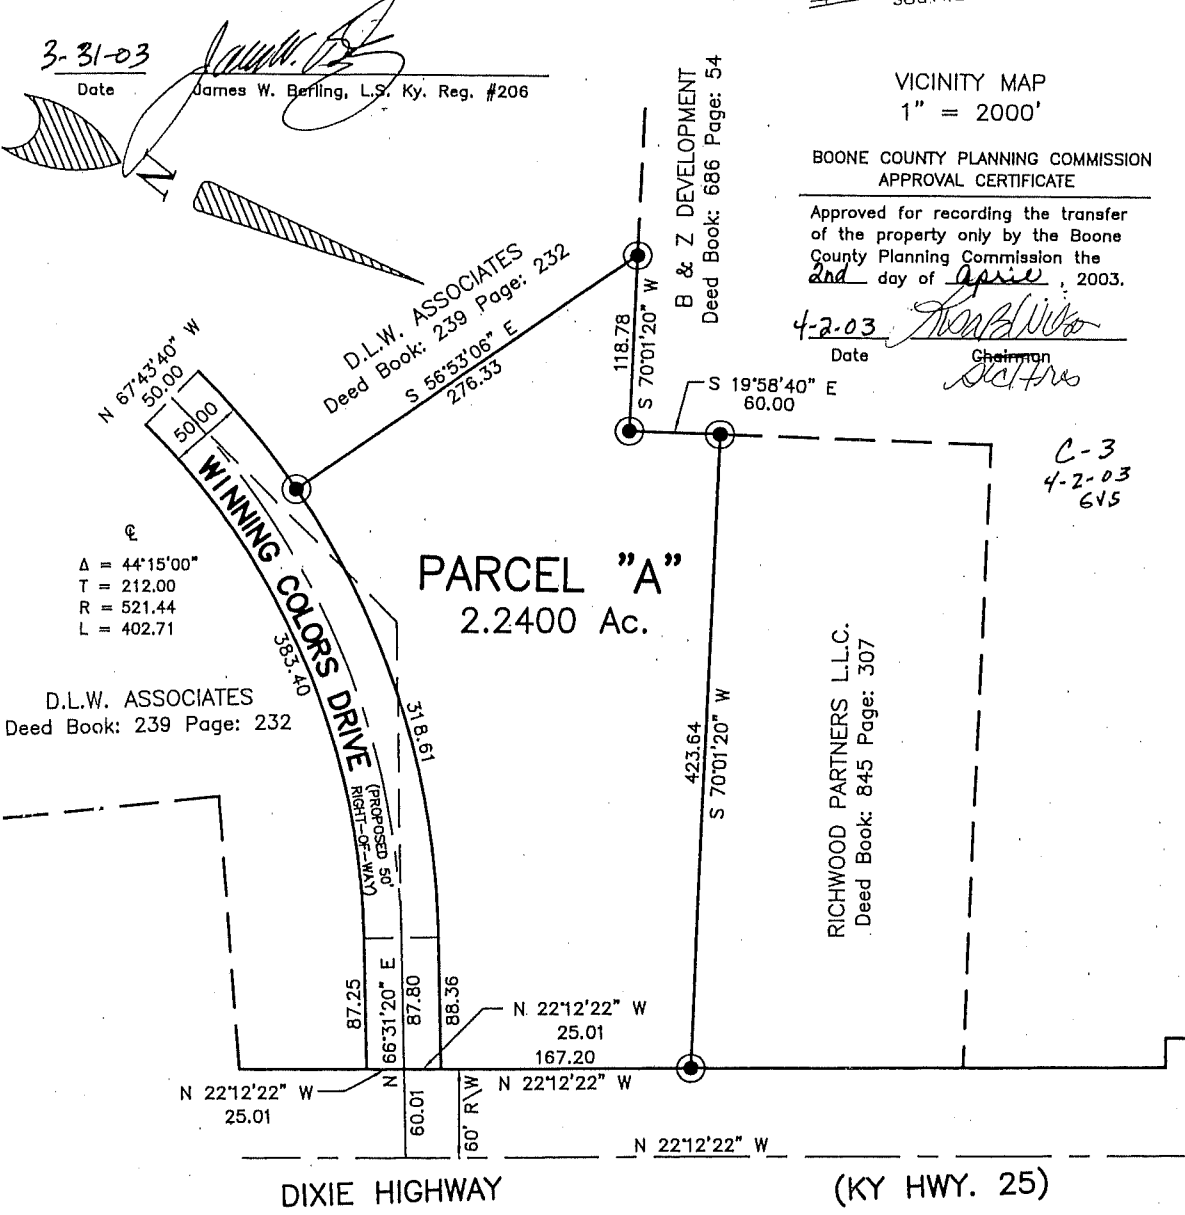 3-31-03
Date
James W. Berling, L.S. Ky. Reg. #206
N
VICINITY MAP
1" = 2000'
BOONE COUNTY PLANNING COMMISSION
APPROVAL CERTIFICATE
Approved for recording the transfer
of the property only by the Boone
County Planning Commission the
2nd day of April, 2003.
4-2-03
Date
Chairman
C-3
4-2-03
GVS
B & Z DEVELOPMENT
Deed Book: 686 Page: 54
D.L.W. ASSOCIATES
Deed Book: 239 Page: 232
S 56°53'06" E
276.33
118.78
S 70°01'20" W
S 19°58'40" E
60.00
N 67°43'40" W
50.00
50.00
WINNING COLORS DRIVE
(PROPOSED 50'
RIGHT-OF-WAY)
℄
Δ = 44°15'00"
T = 212.00
R = 521.44
L = 402.71
383.40
318.61
PARCEL "A"
2.2400 Ac.
D.L.W. ASSOCIATES
Deed Book: 239 Page: 232
423.64
S 70°01'20" W
RICHWOOD PARTNERS L.L.C.
Deed Book: 845 Page: 307
87.25
N 66°31'20" E
87.80
88.36
N 22°12'22" W
25.01
167.20
N 22°12'22" W
N 22°12'22" W
25.01
60.01
60' R\W
N 22°12'22" W
DIXIE HIGHWAY
(KY HWY. 25)